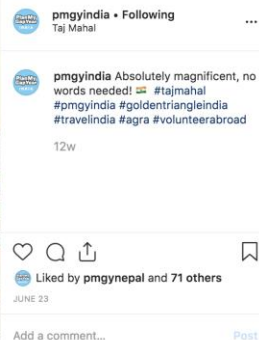 pmgyindia • Following
Taj Mahal
pmgyindia Absolutely magnificent, no
words needed! 🇮🇳 #tajmahal
#pmgyindia #goldentriangleindia
#travelindia #agra #volunteerabroad
12w
Liked by pmgynepal and 71 others
JUNE 23
Add a comment...
Post